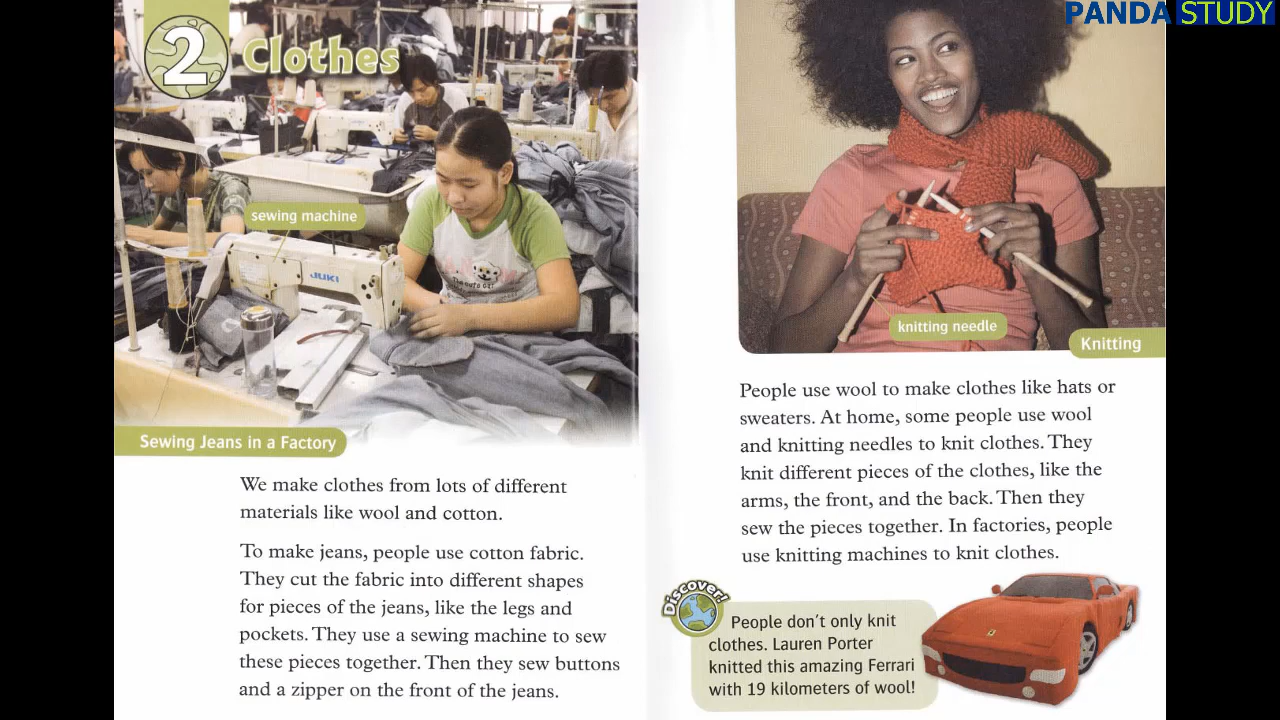 PANDA STUDY
2
Clothes
sewing machine
JUKI
Sewing Jeans in a Factory
We make clothes from lots of different
materials like wool and cotton.
To make jeans, people use cotton fabric.
They cut the fabric into different shapes
for pieces of the jeans, like the legs and
pockets. They use a sewing machine to sew
these pieces together. Then they sew buttons
and a zipper on the front of the jeans.
knitting needle
Knitting
People use wool to make clothes like hats or
sweaters. At home, some people use wool
and knitting needles to knit clothes. They
knit different pieces of the clothes, like the
arms, the front, and the back. Then they
sew the pieces together. In factories, people
use knitting machines to knit clothes.
Discover!
People don't only knit
clothes. Lauren Porter
knitted this amazing Ferrari
with 19 kilometers of wool!